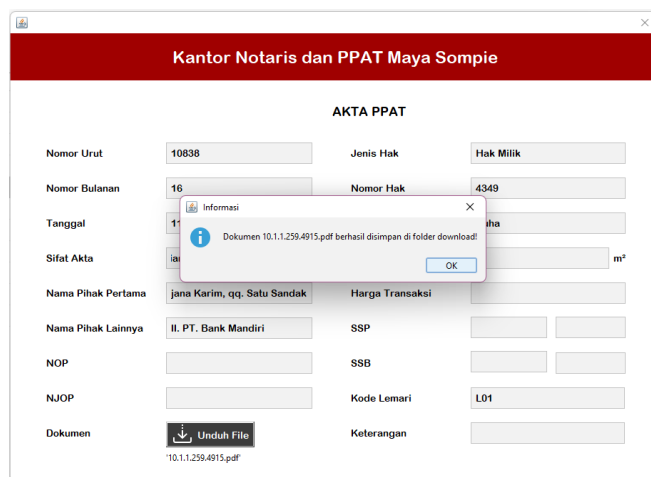 Kantor Notaris dan PPAT Maya Sompie
AKTA PPAT
Nomor Urut 10838 Jenis Hak Hak Milik
Nomor Bulanan 16 Nomor Hak 4349
Informasi
Tanggal
Dokumen 10.1.1.259.4915.pdf berhasil disimpan di folder download!
Sifat Akta m²
OK
Nama Pihak Pertama jana Karim, qq. Satu Sandak Harga Transaksi
Nama Pihak Lainnya II. PT. Bank Mandiri SSP
NOP SSB
NJOP Kode Lemari L01
Dokumen Unduh File Keterangan
'10.1.1.259.4915.pdf'